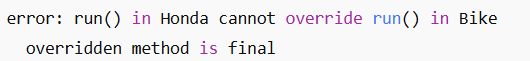 error: run() in Honda cannot override run() in Bike
overridden method is final